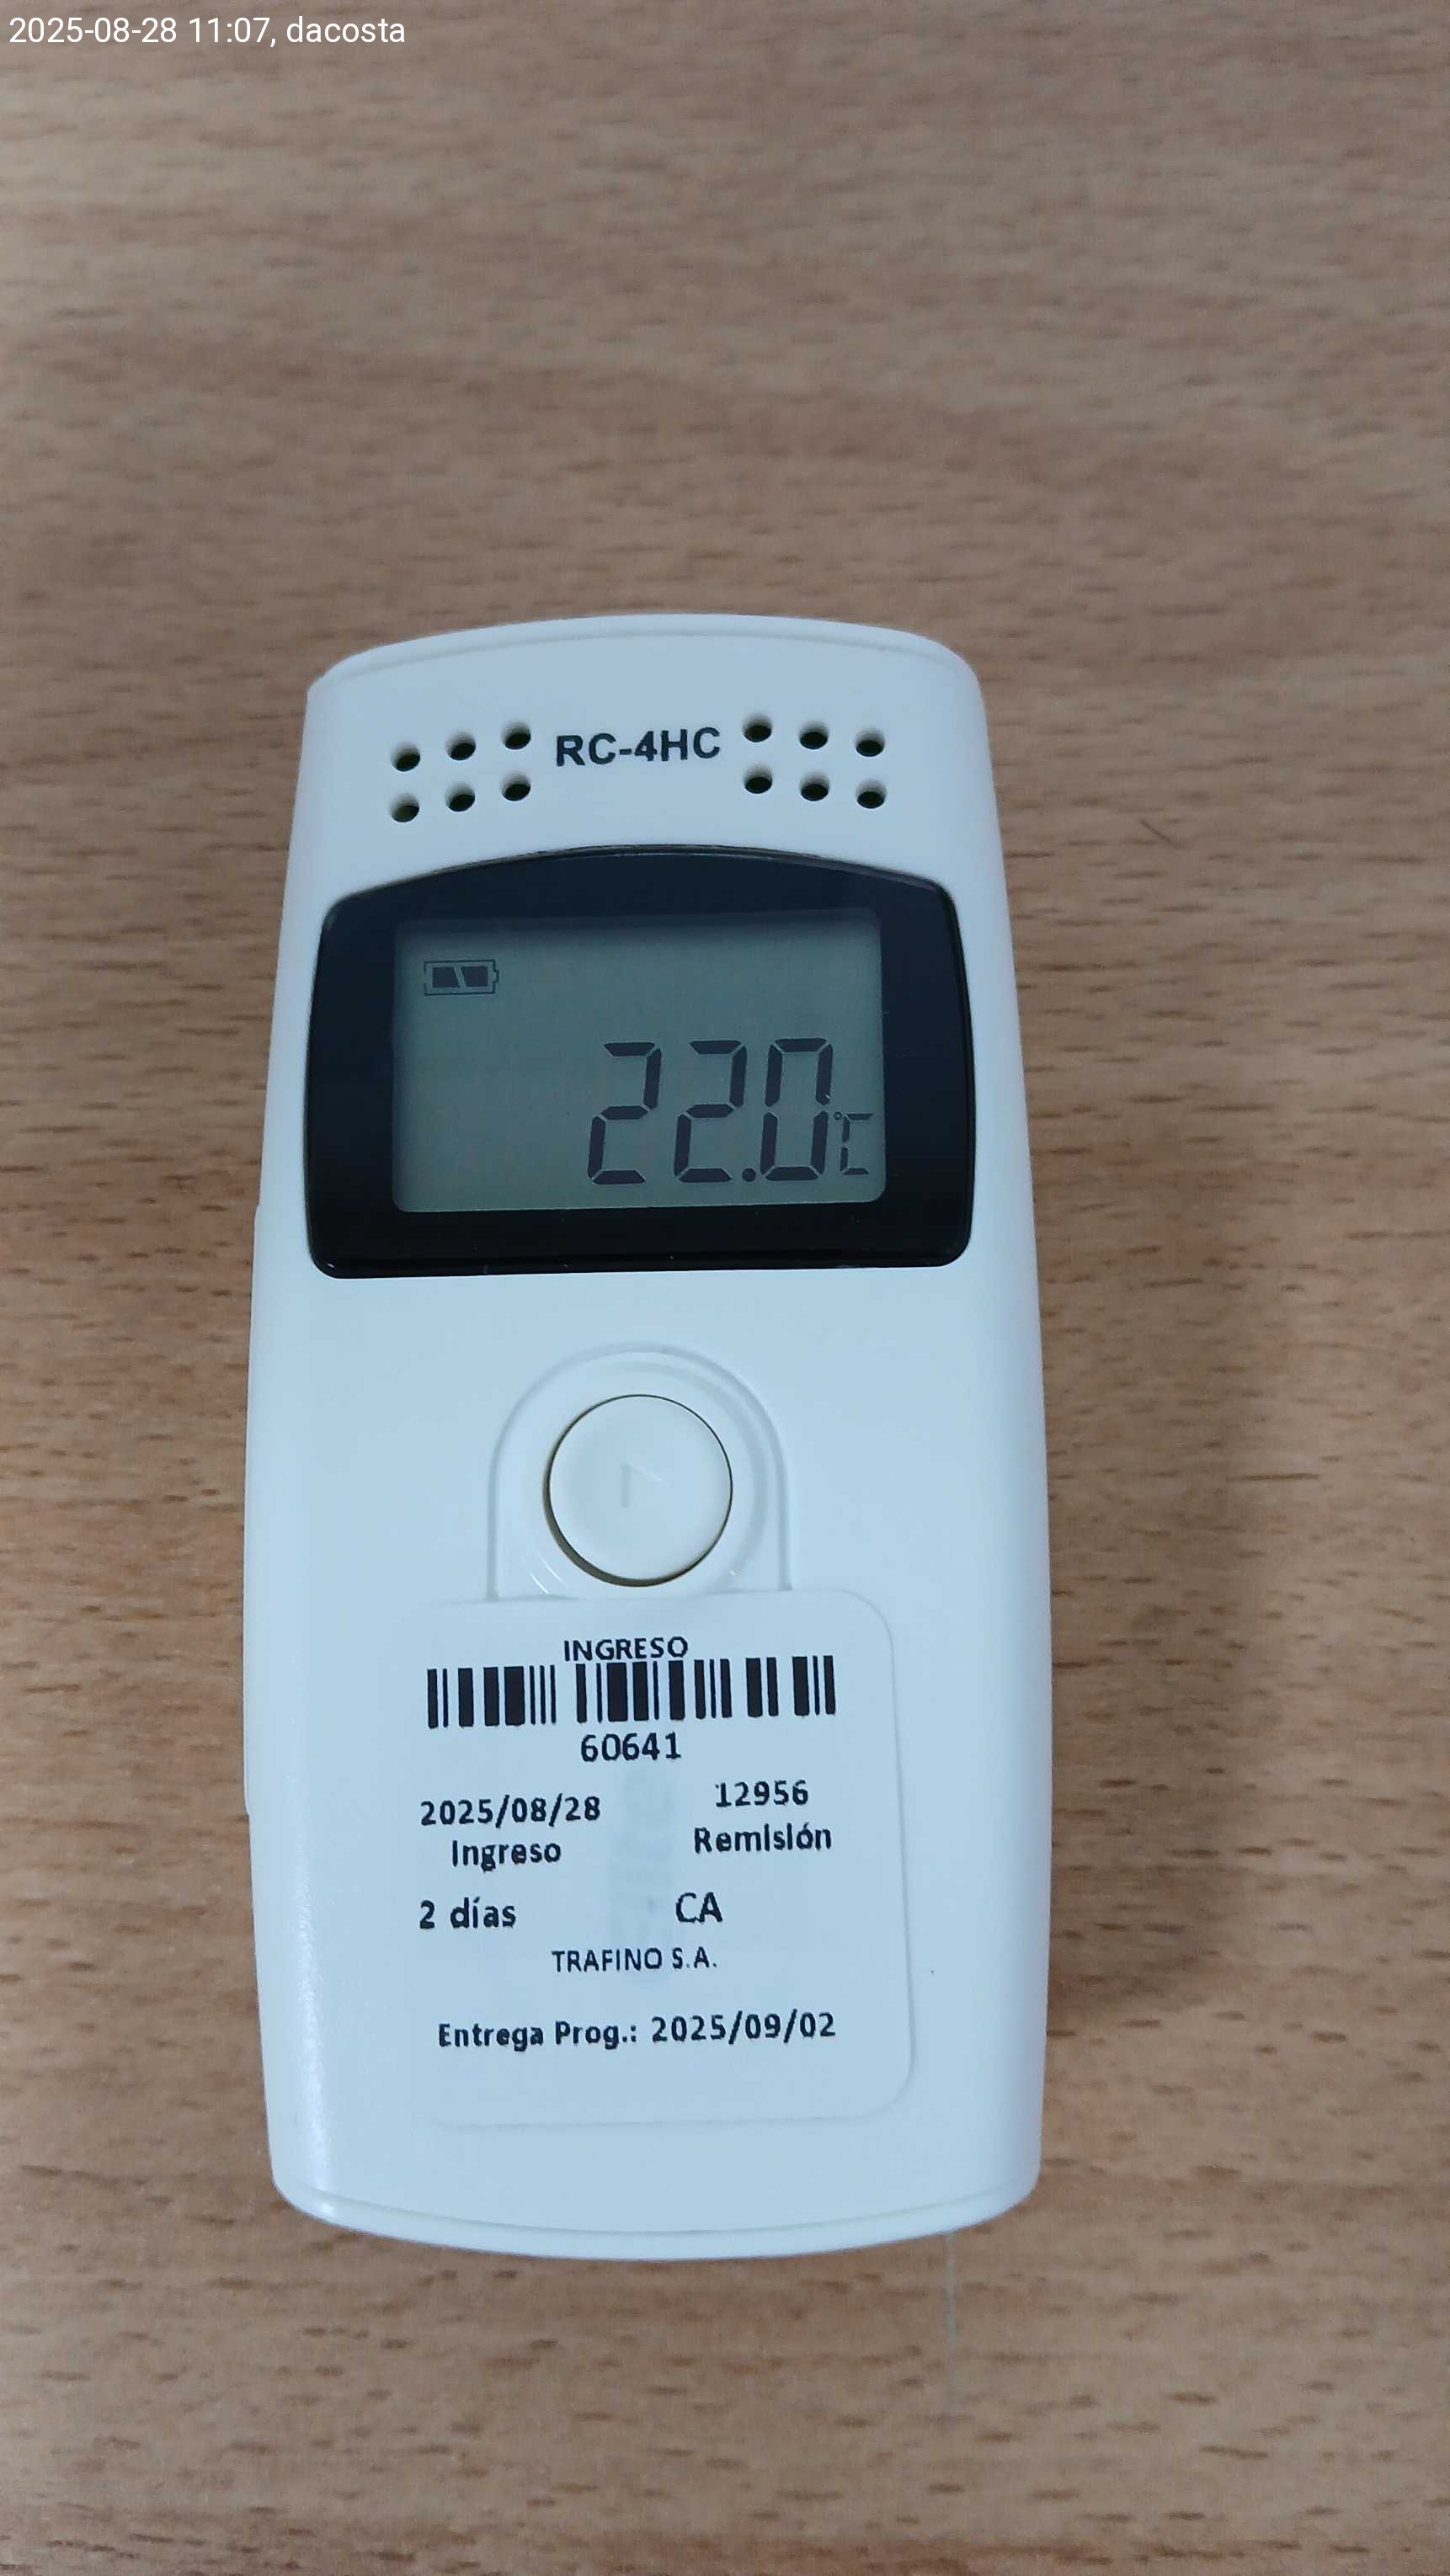 2025-08-28 11:07, dacosta
RC-4HC
22.0°C
INGRESO
60641
2025/08/28 12956
Ingreso Remisión
2 días CA
TRAFINO S.A.
Entrega Prog.: 2025/09/02